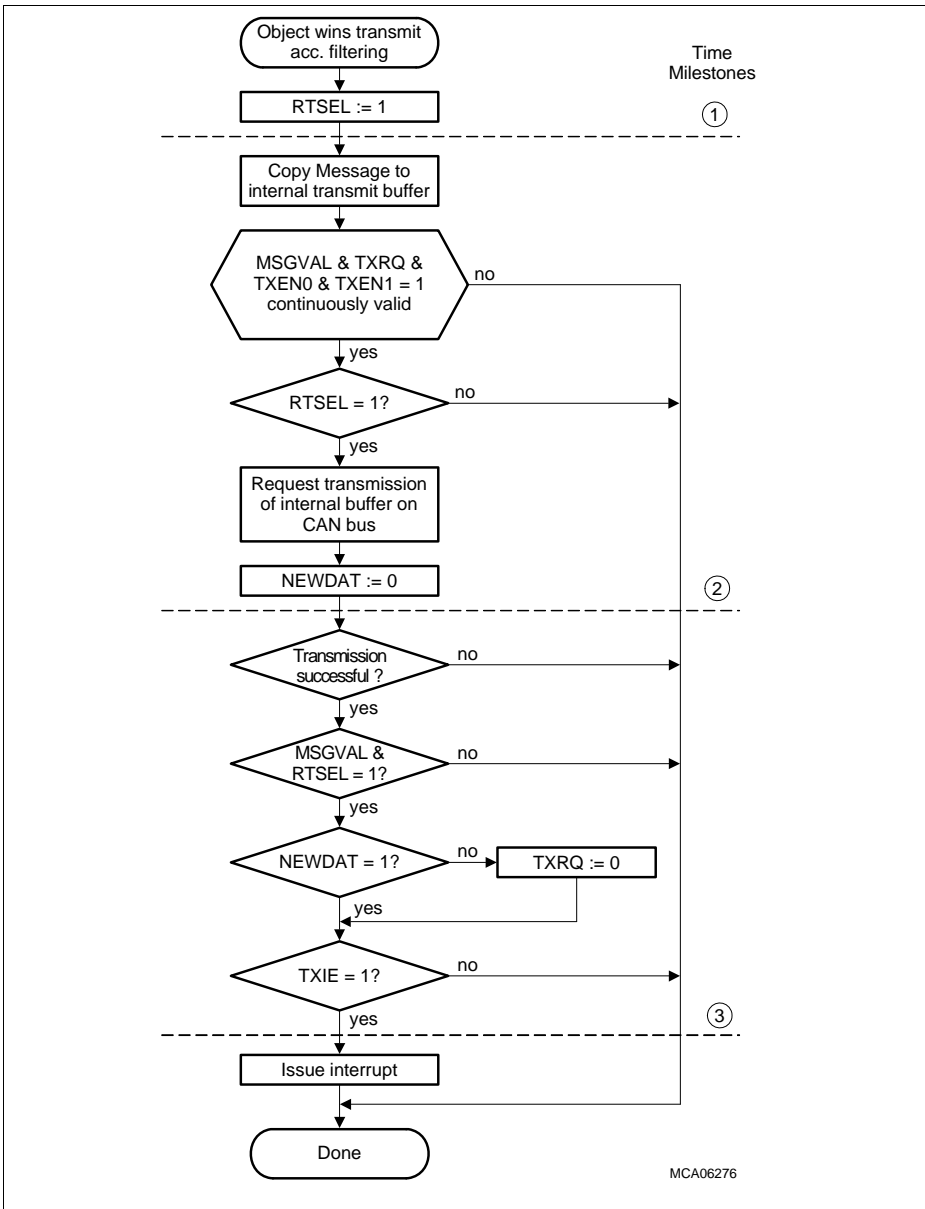 Object wins transmit
acc. filtering
Time
Milestones
RTSEL := 1
1
Copy Message to
internal transmit buffer
MSGVAL & TXRQ &
TXEN0 & TXEN1 = 1
continuously valid
no
yes
RTSEL = 1?
no
yes
Request transmission
of internal buffer on
CAN bus
NEWDAT := 0
2
Transmission
successful ?
no
yes
MSGVAL &
RTSEL = 1?
no
yes
NEWDAT = 1?
no
TXRQ := 0
yes
TXIE = 1?
no
yes
3
Issue interrupt
Done
MCA06276